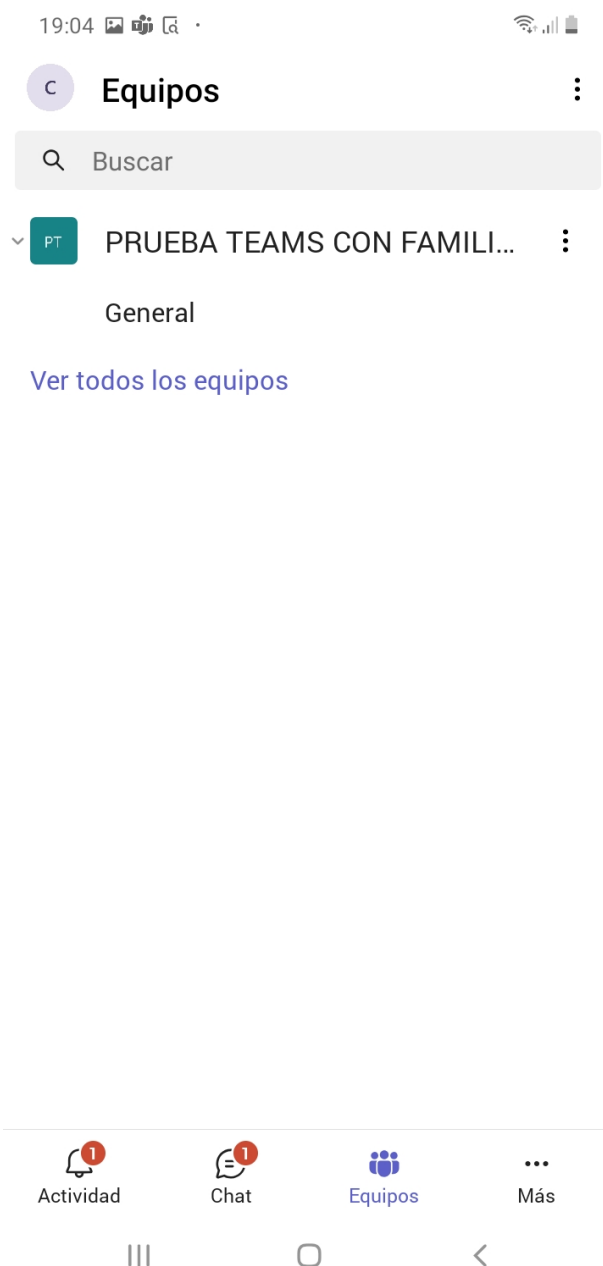 19:04
C Equipos
Buscar
PT PRUEBA TEAMS CON FAMILI...
General
Ver todos los equipos
1 1
Actividad Chat Equipos Más